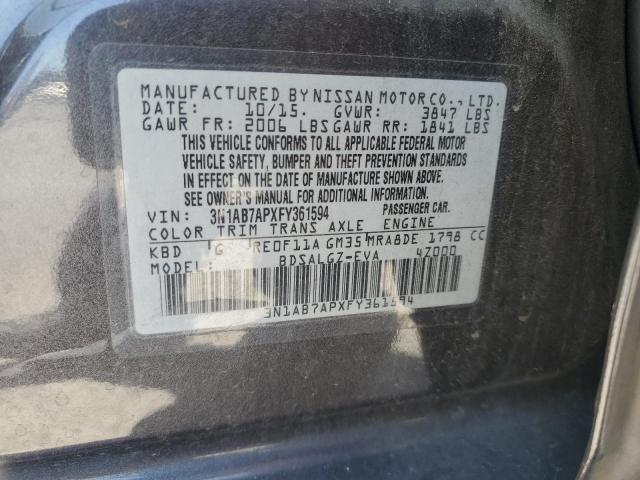 MANUFACTURED BY NISSAN MOTOR CO., LTD.
DATE: 10/15. GVWR: 3847 LBS
GAWR FR: 2006 LBS GAWR RR: 1841 LBS
THIS VEHICLE CONFORMS TO ALL APPLICABLE FEDERAL MOTOR
VEHICLE SAFETY, BUMPER AND THEFT PREVENTION STANDARDS
IN EFFECT ON THE DATE OF MANUFACTURE SHOWN ABOVE.
SEE OWNER'S MANUAL FOR ADDITIONAL INFORMATION.
VIN: 3N1AB7APXFY361594 PASSENGER CAR.
COLOR TRIM TRANS AXLE ENGINE
KBD G RE0F11A GM35 MRA8DE 1798 CC
MODEL: BDSALGZ-EVA 4Z000
3N1AB7APXFY361594